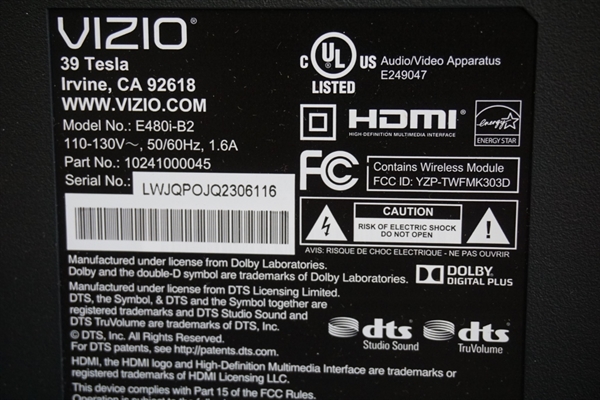 VIZIO
39 Tesla
Irvine, CA 92618
WWW.VIZIO.COM
Model No.: E480i-B2
110-130V~, 50/60Hz, 1.6A
Part No.: 10241000045
Serial No.: LWJQPOJQ2306116
C UL US
LISTED
Audio/Video Apparatus
E249047
HDMI
HIGH-DEFINITION MULTIMEDIA INTERFACE
energy
ENERGY STAR
FCC
Contains Wireless Module
FCC ID: YZP-TWFMK303D
CAUTION
RISK OF ELECTRIC SHOCK
DO NOT OPEN
AVIS: RISQUE DE CHOC ELECTRIQUE - NE PAS OUVRIR
Manufactured under license from Dolby Laboratories.
Dolby and the double-D symbol are trademarks of Dolby Laboratories.
DOLBY
DIGITAL PLUS
Manufactured under license from DTS Licensing Limited.
DTS, the Symbol, & DTS and the Symbol together are
registered trademarks and DTS Studio Sound and
DTS TruVolume are trademarks of DTS, Inc.
© DTS, Inc. All Rights Reserved.
For DTS patents, see http://patents.dts.com.
dts
Studio Sound
dts
TruVolume
HDMI, the HDMI logo and High-Definition Multimedia Interface are trademarks or
registered trademarks of HDMI Licensing LLC.
This device complies with Part 15 of the FCC Rules.
Operation is subject to the